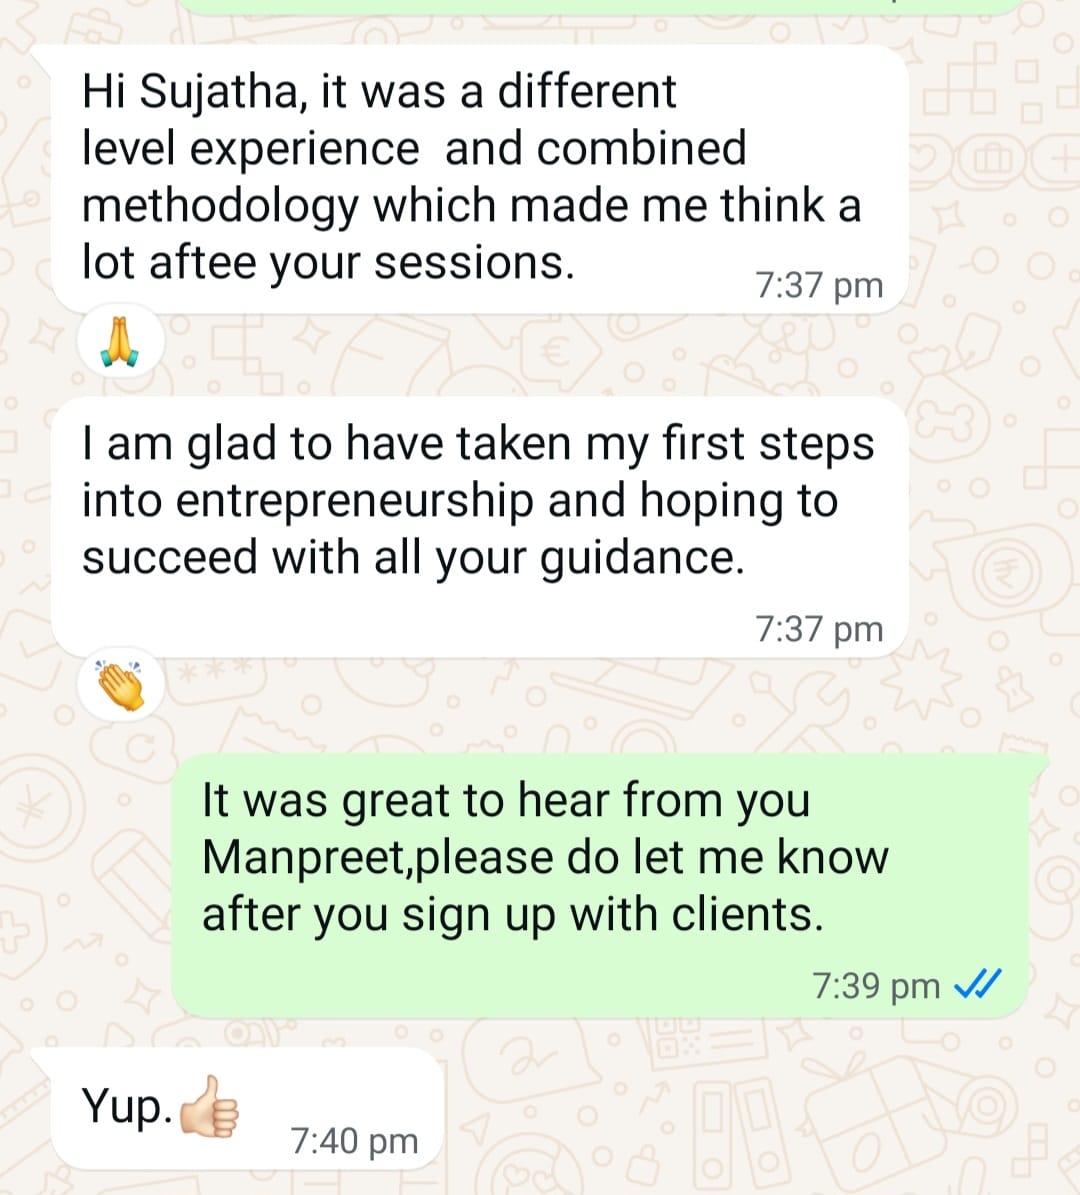 Hi Sujatha, it was a different
level experience  and combined
methodology which made me think a
lot aftee your sessions.
7:37 pm
I am glad to have taken my first steps
into entrepreneurship and hoping to
succeed with all your guidance.
7:37 pm
It was great to hear from you
Manpreet,please do let me know
after you sign up with clients.
7:39 pm
Yup.👍🏻
7:40 pm